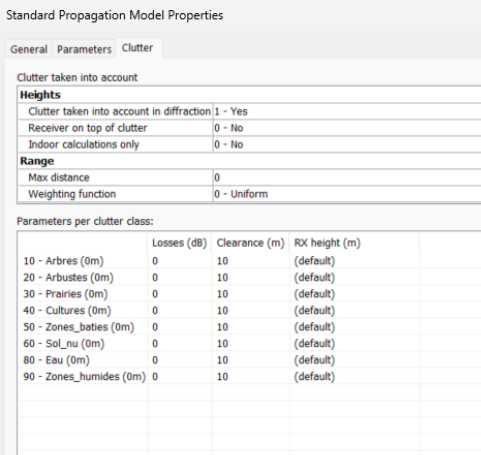 Standard Propagation Model Properties
General Parameters Clutter
Clutter taken into account
Heights
Clutter taken into account in diffraction 1 - Yes
Receiver on top of clutter 0 - No
Indoor calculations only 0 - No
Range
Max distance 0
Weighting function 0 - Uniform
Parameters per clutter class:
Losses (dB) Clearance (m) RX height (m)
10 - Arbres (0m) 0 10 (default)
20 - Arbustes (0m) 0 10 (default)
30 - Prairies (0m) 0 10 (default)
40 - Cultures (0m) 0 10 (default)
50 - Zones_baties (0m) 0 10 (default)
60 - Sol_nu (0m) 0 10 (default)
80 - Eau (0m) 0 10 (default)
90 - Zones_humides (0m) 0 10 (default)